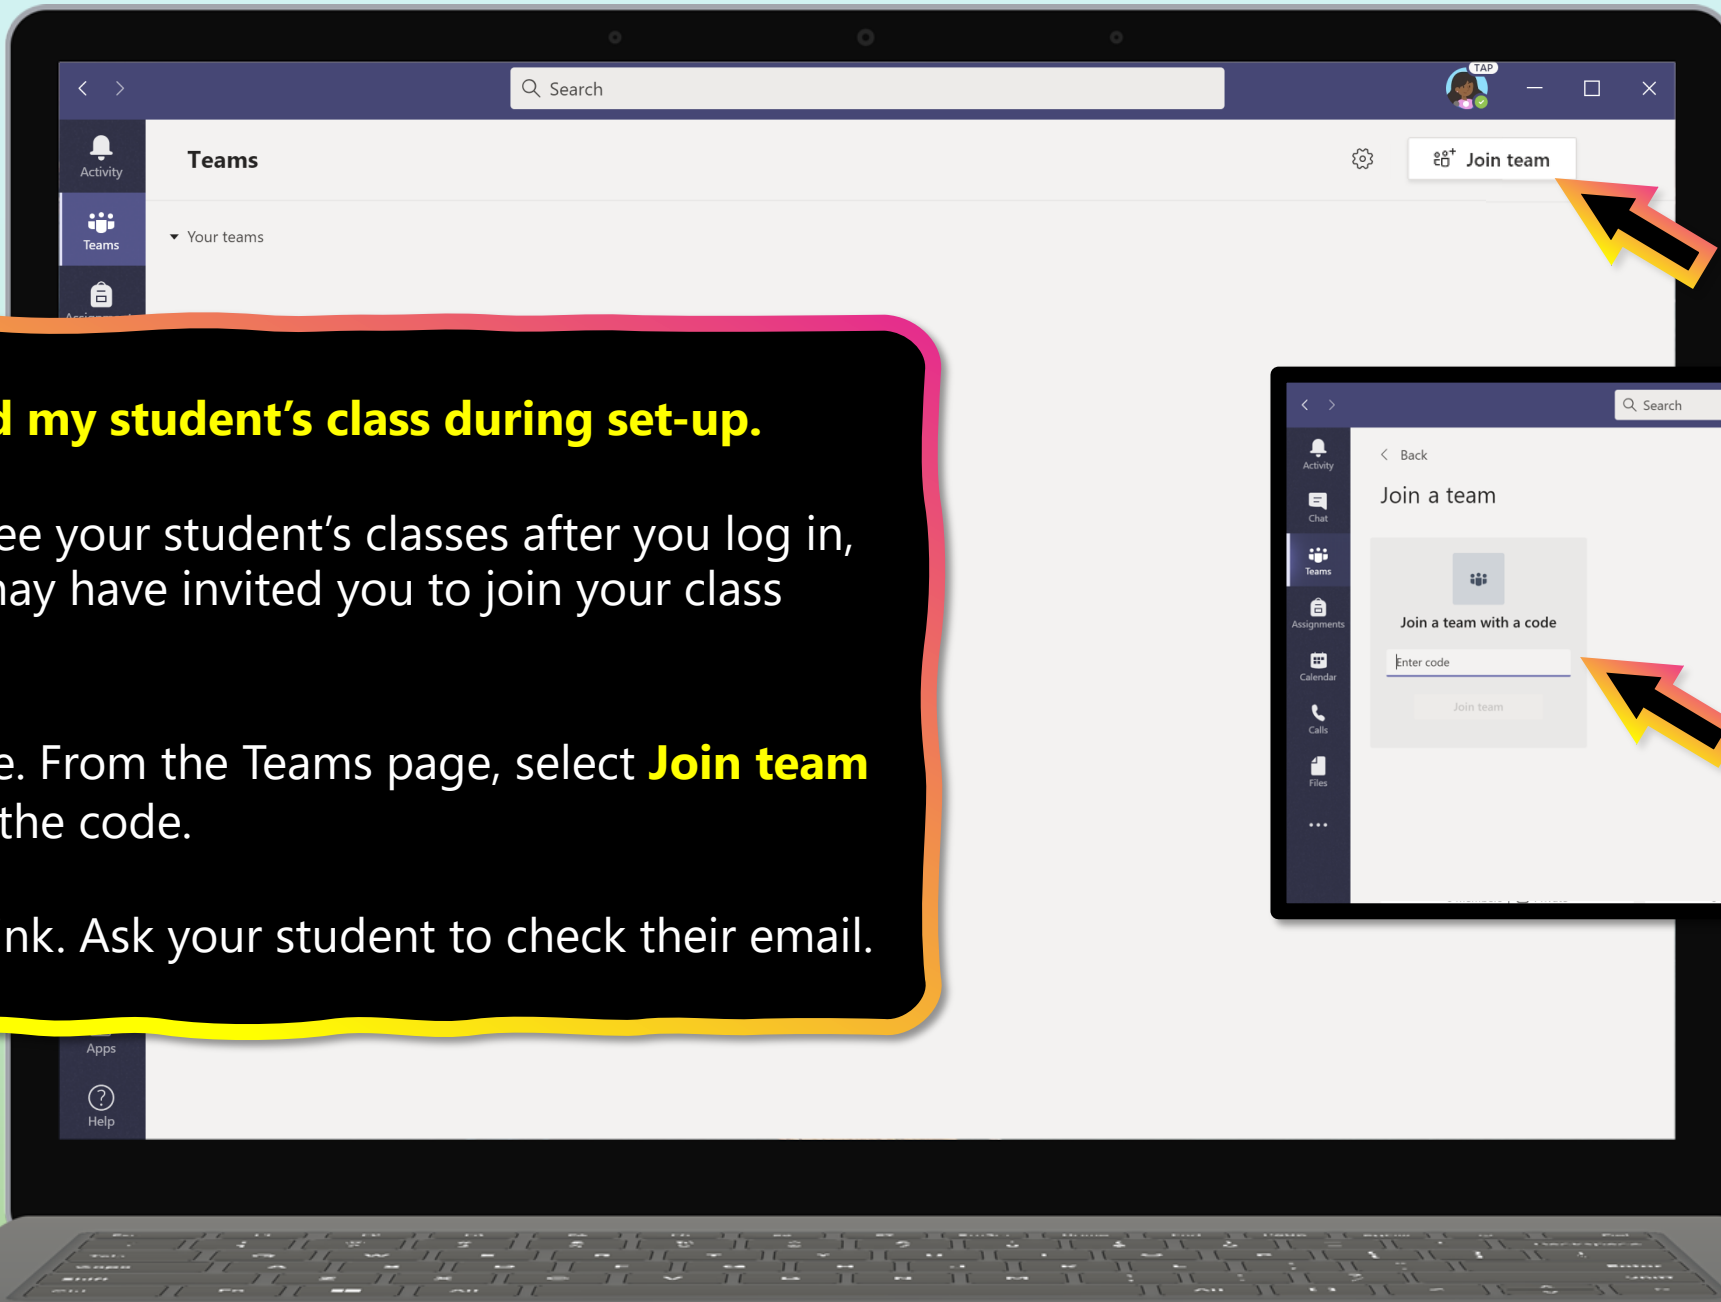 Search
TAP
Activity
Teams
Join team
Teams
Your teams
my student's class during set-up.
your student's classes after you log in,
have invited you to join your class
From the Teams page, select Join team
the code.
Ask your student to check their email.
Apps
Help
Search
Activity
Chat
Teams
Assignments
Calendar
Calls
Files
Back
Join a team
Join a team with a code
Enter code
Join team